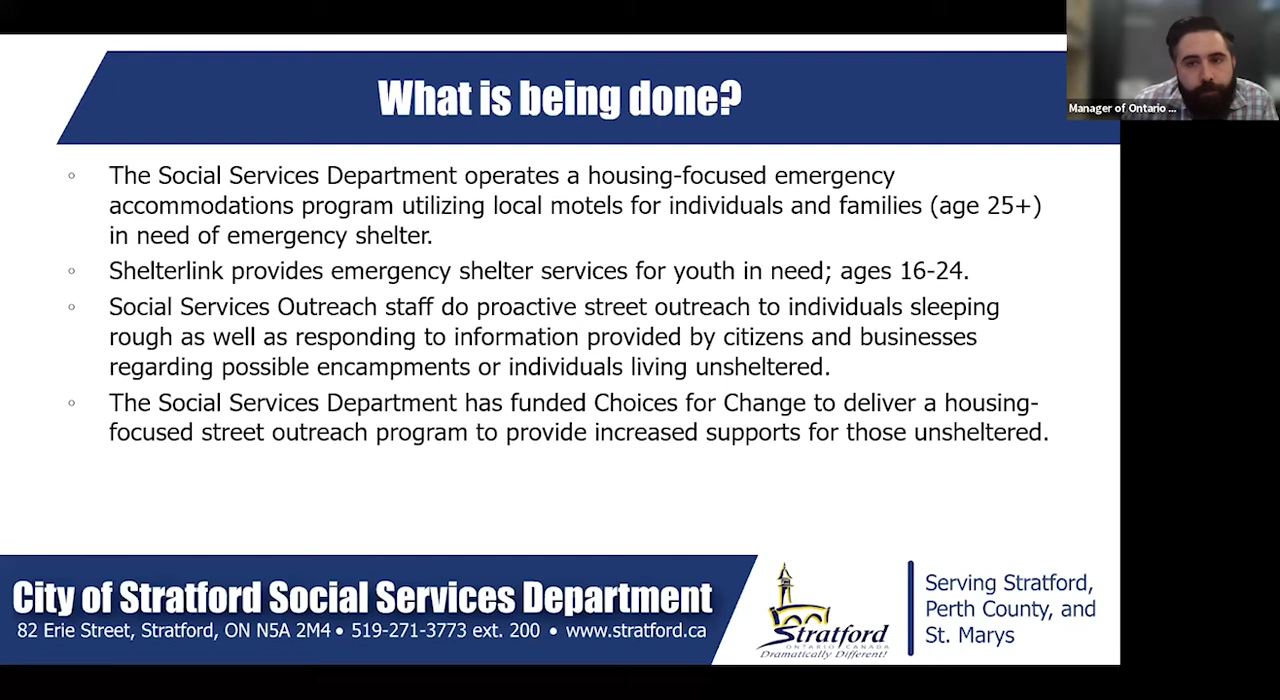 What is being done?
Manager of Ontario ...
◦ The Social Services Department operates a housing-focused emergency
accommodations program utilizing local motels for individuals and families (age 25+)
in need of emergency shelter.
◦ Shelterlink provides emergency shelter services for youth in need; ages 16-24.
◦ Social Services Outreach staff do proactive street outreach to individuals sleeping
rough as well as responding to information provided by citizens and businesses
regarding possible encampments or individuals living unsheltered.
◦ The Social Services Department has funded Choices for Change to deliver a housing-
focused street outreach program to provide increased supports for those unsheltered.
City of Stratford Social Services Department
82 Erie Street, Stratford, ON N5A 2M4 • 519-271-3773 ext. 200 • www.stratford.ca
Stratford
ONTARIO CANADA
Dramatically Different!
Serving Stratford,
Perth County, and
St. Marys